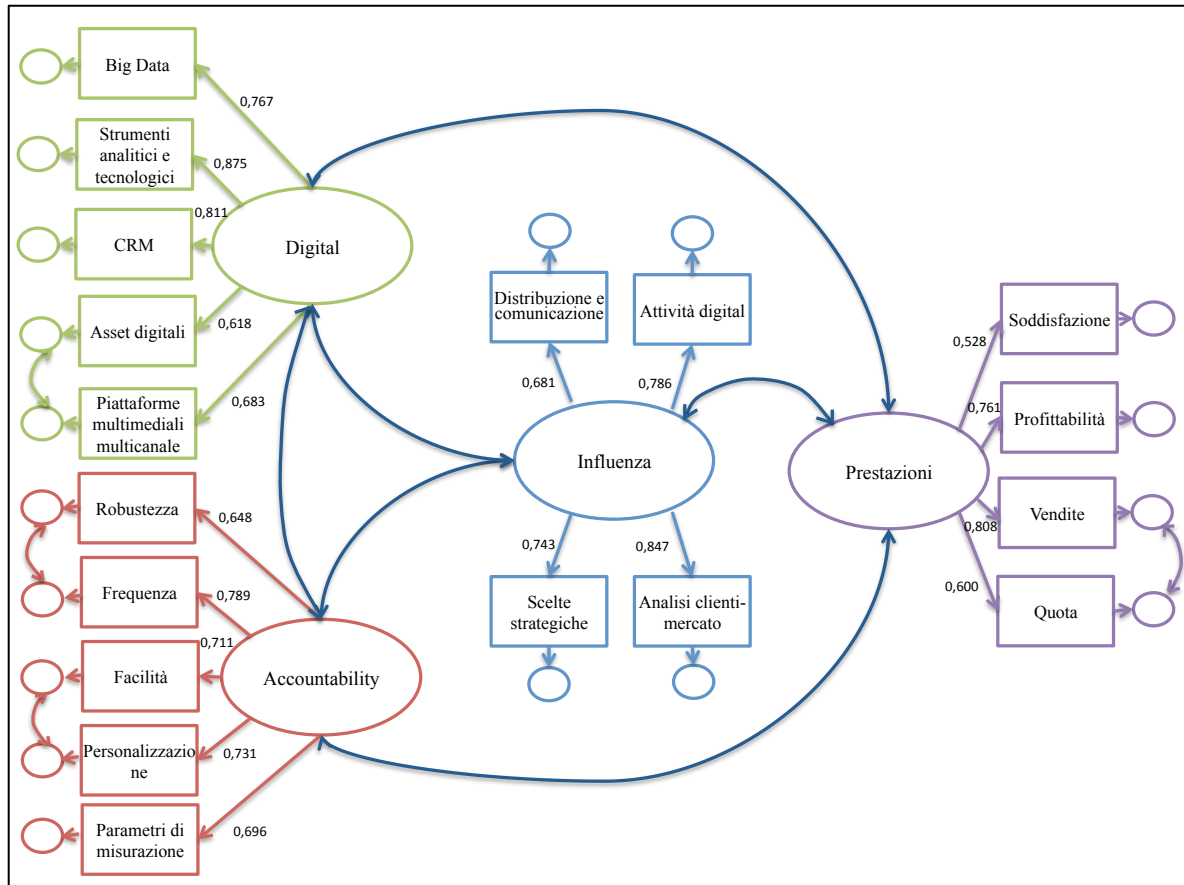 Big Data
0,767
Strumenti
analitici e
tecnologici
0,875
CRM
0,811
Digital
Asset digitali
0,618
Piattaforme
multimediali
multicanale
0,683
Robustezza
0,648
Frequenza
0,789
Facilità
0,711
Accountability
Personalizzazio
ne
0,731
Parametri di
misurazione
0,696
Distribuzione e
comunicazione
0,681
Attività digital
0,786
Influenza
0,743
Scelte
strategiche
0,847
Analisi clienti-
mercato
Prestazioni
0,528
Soddisfazione
0,761
Profittabilità
0,808
Vendite
0,600
Quota